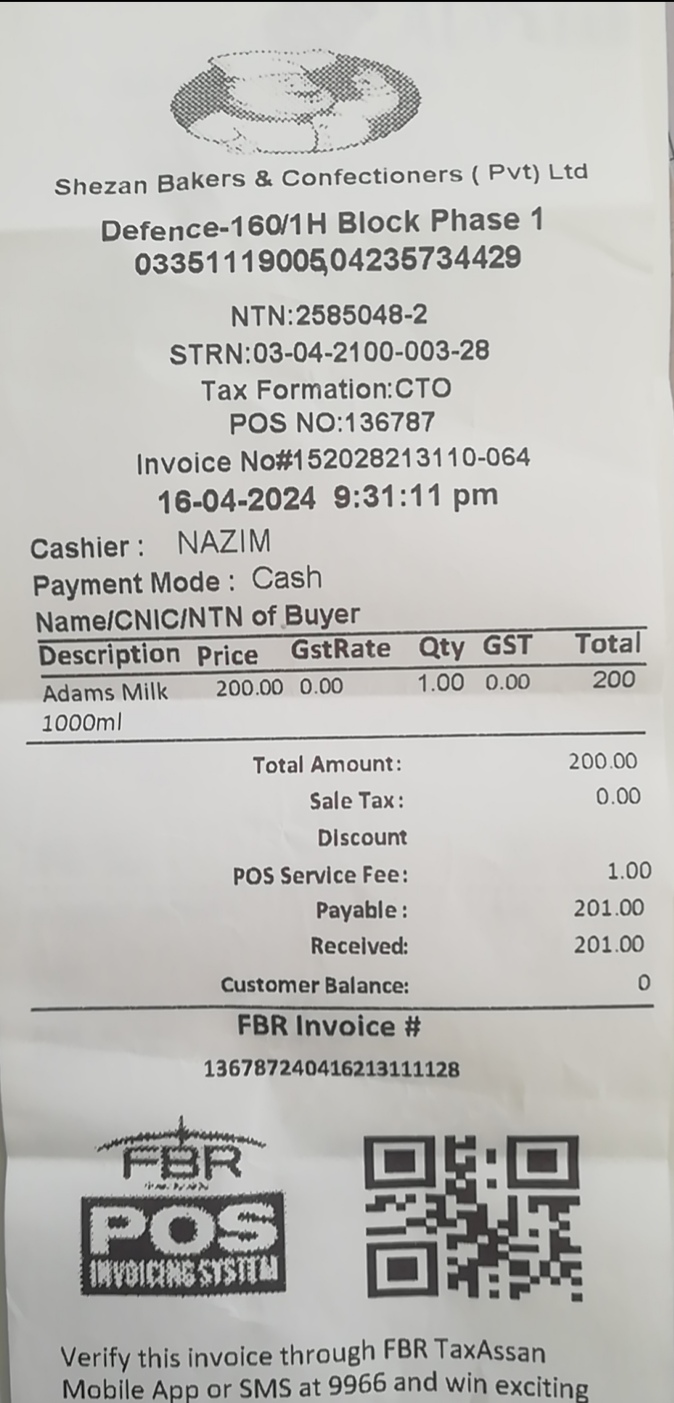 Shezan Bakers & Confectioners ( Pvt) Ltd
Defence-160/1H Block Phase 1
03351119005,04235734429
NTN:2585048-2
STRN:03-04-2100-003-28
Tax Formation:CTO
POS NO:136787
Invoice No#152028213110-064
16-04-2024 9:31:11 pm
Cashier : NAZIM
Payment Mode : Cash
Name/CNIC/NTN of Buyer
Description Price GstRate Qty GST Total
Adams Milk 200.00 0.00 1.00 0.00 200
1000ml
Total Amount: 200.00
Sale Tax: 0.00
Discount
POS Service Fee: 1.00
Payable: 201.00
Received: 201.00
Customer Balance: 0
FBR Invoice #
136787240416213111128
FBR
POS
INVOICING SYSTEM
Verify this invoice through FBR TaxAssan
Mobile App or SMS at 9966 and win exciting